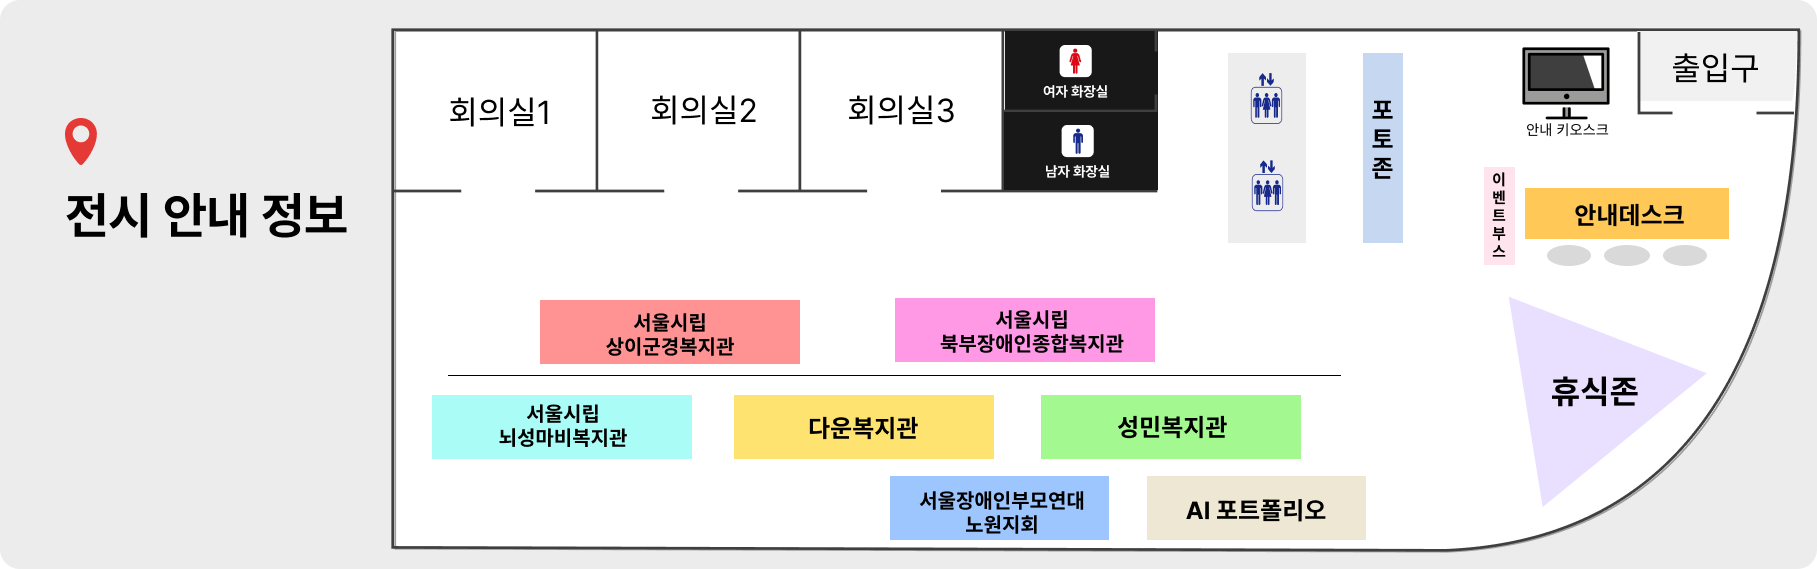 전시 안내 정보
회의실1
회의실2
회의실3
여자 화장실
남자 화장실
포토존
안내 키오스크
출입구
이벤트부스
안내데스크
서울시립
상이군경복지관
서울시립
북부장애인종합복지관
휴식존
서울시립
뇌성마비복지관
다운복지관
성민복지관
서울장애인부모연대
노원지회
AI 포트폴리오